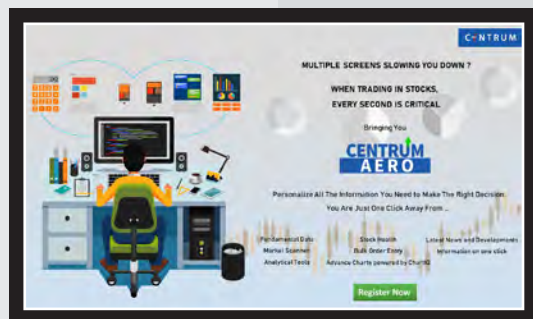 CENTRUM
MULTIPLE SCREENS SLOWING YOU DOWN ?
WHEN TRADING IN STOCKS,
EVERY SECOND IS CRITICAL
Bringing You
CENTRUM
AERO
Personalize All The Information You Need to Make The Right Decision.
You Are Just One Click Away From ...
Fundamental Data
Market Scanner
Analytical Tools
Stock Health
Bulk Order Entry
Advance Charts powered by ChartIQ
Latest News and Developments
Information on one click
Register Now